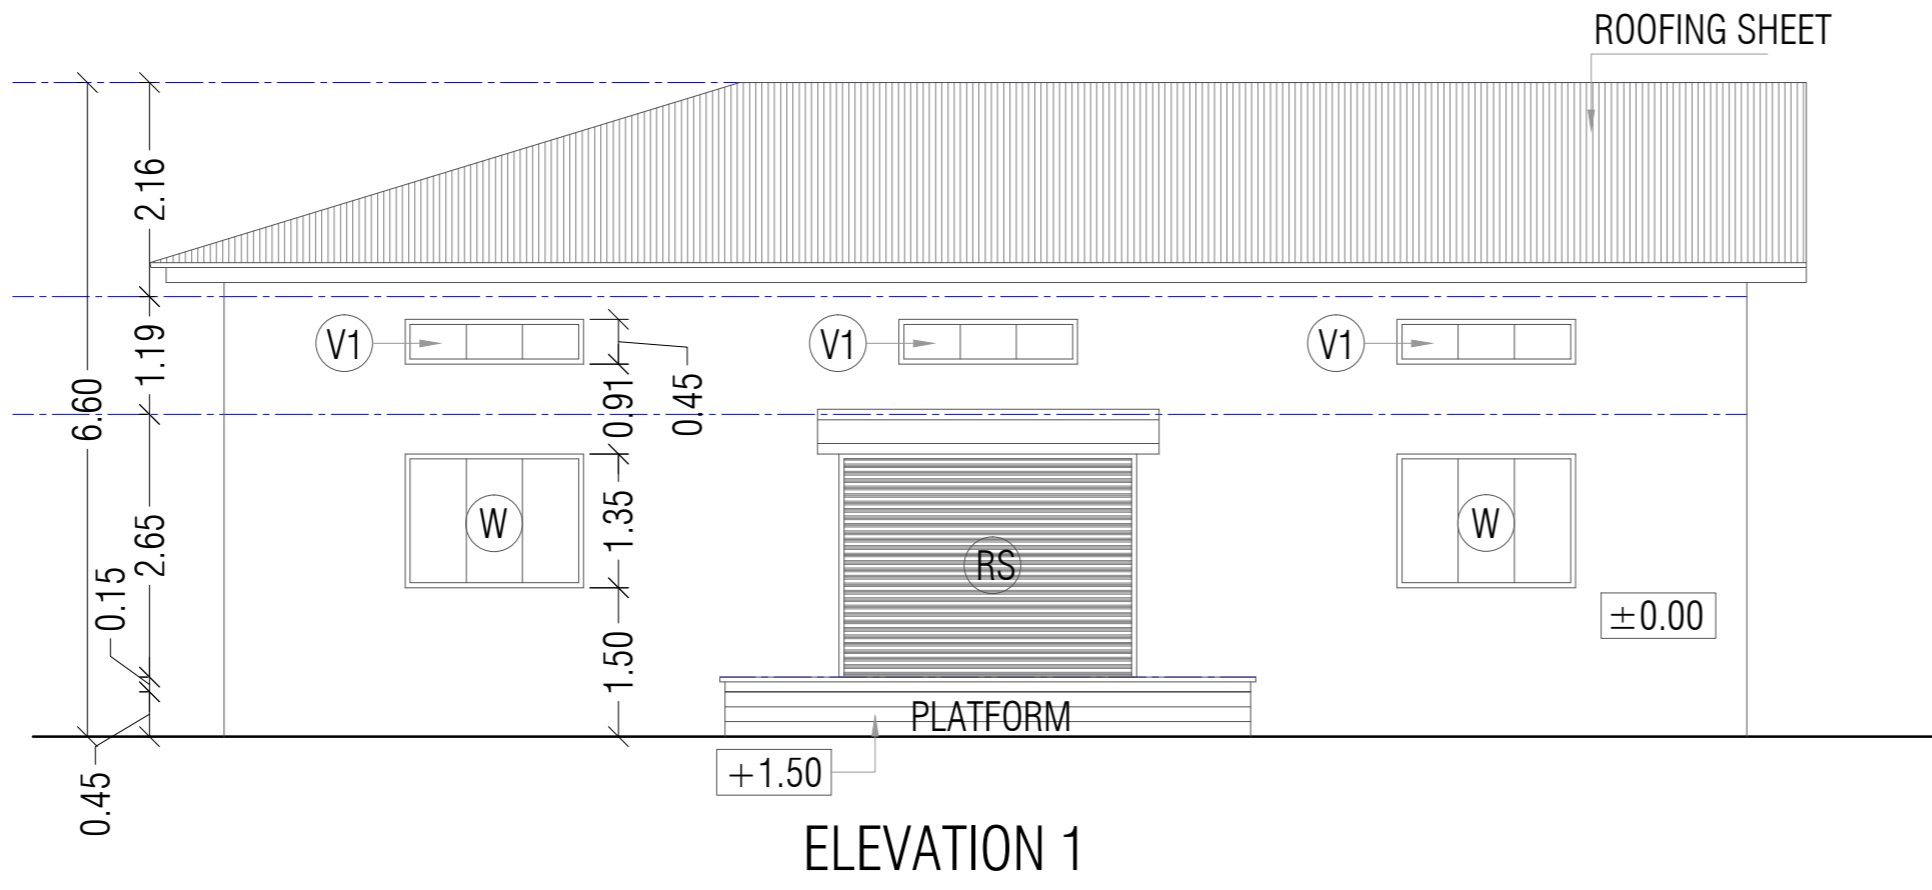 ROOFING SHEET
2.16
V1
V1
V1
1.19
6.60
0.91
0.45
W
W
1.35
2.65
RS
0.15
±0.00
1.50
PLATFORM
+1.50
0.45
ELEVATION 1